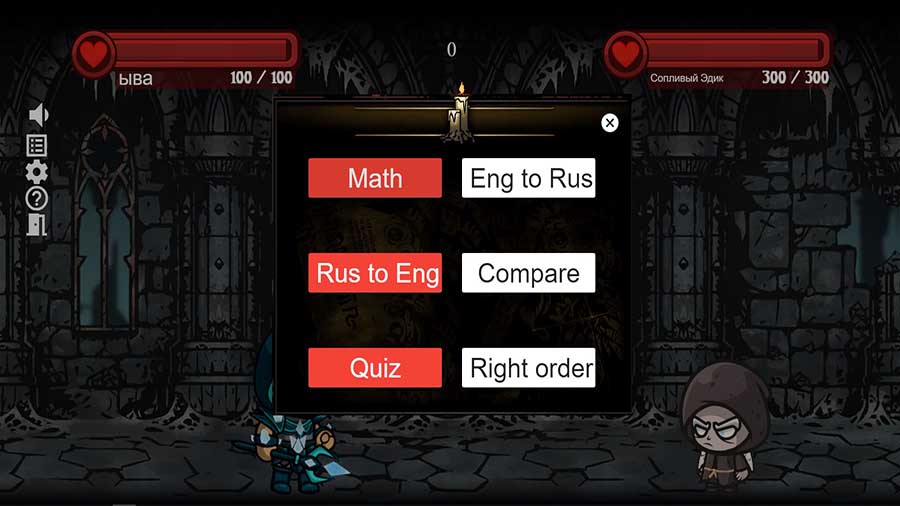 0
ыва 100 / 100
Сопливый Эдик 300 / 300
Math
Eng to Rus
Rus to Eng
Compare
Quiz
Right order